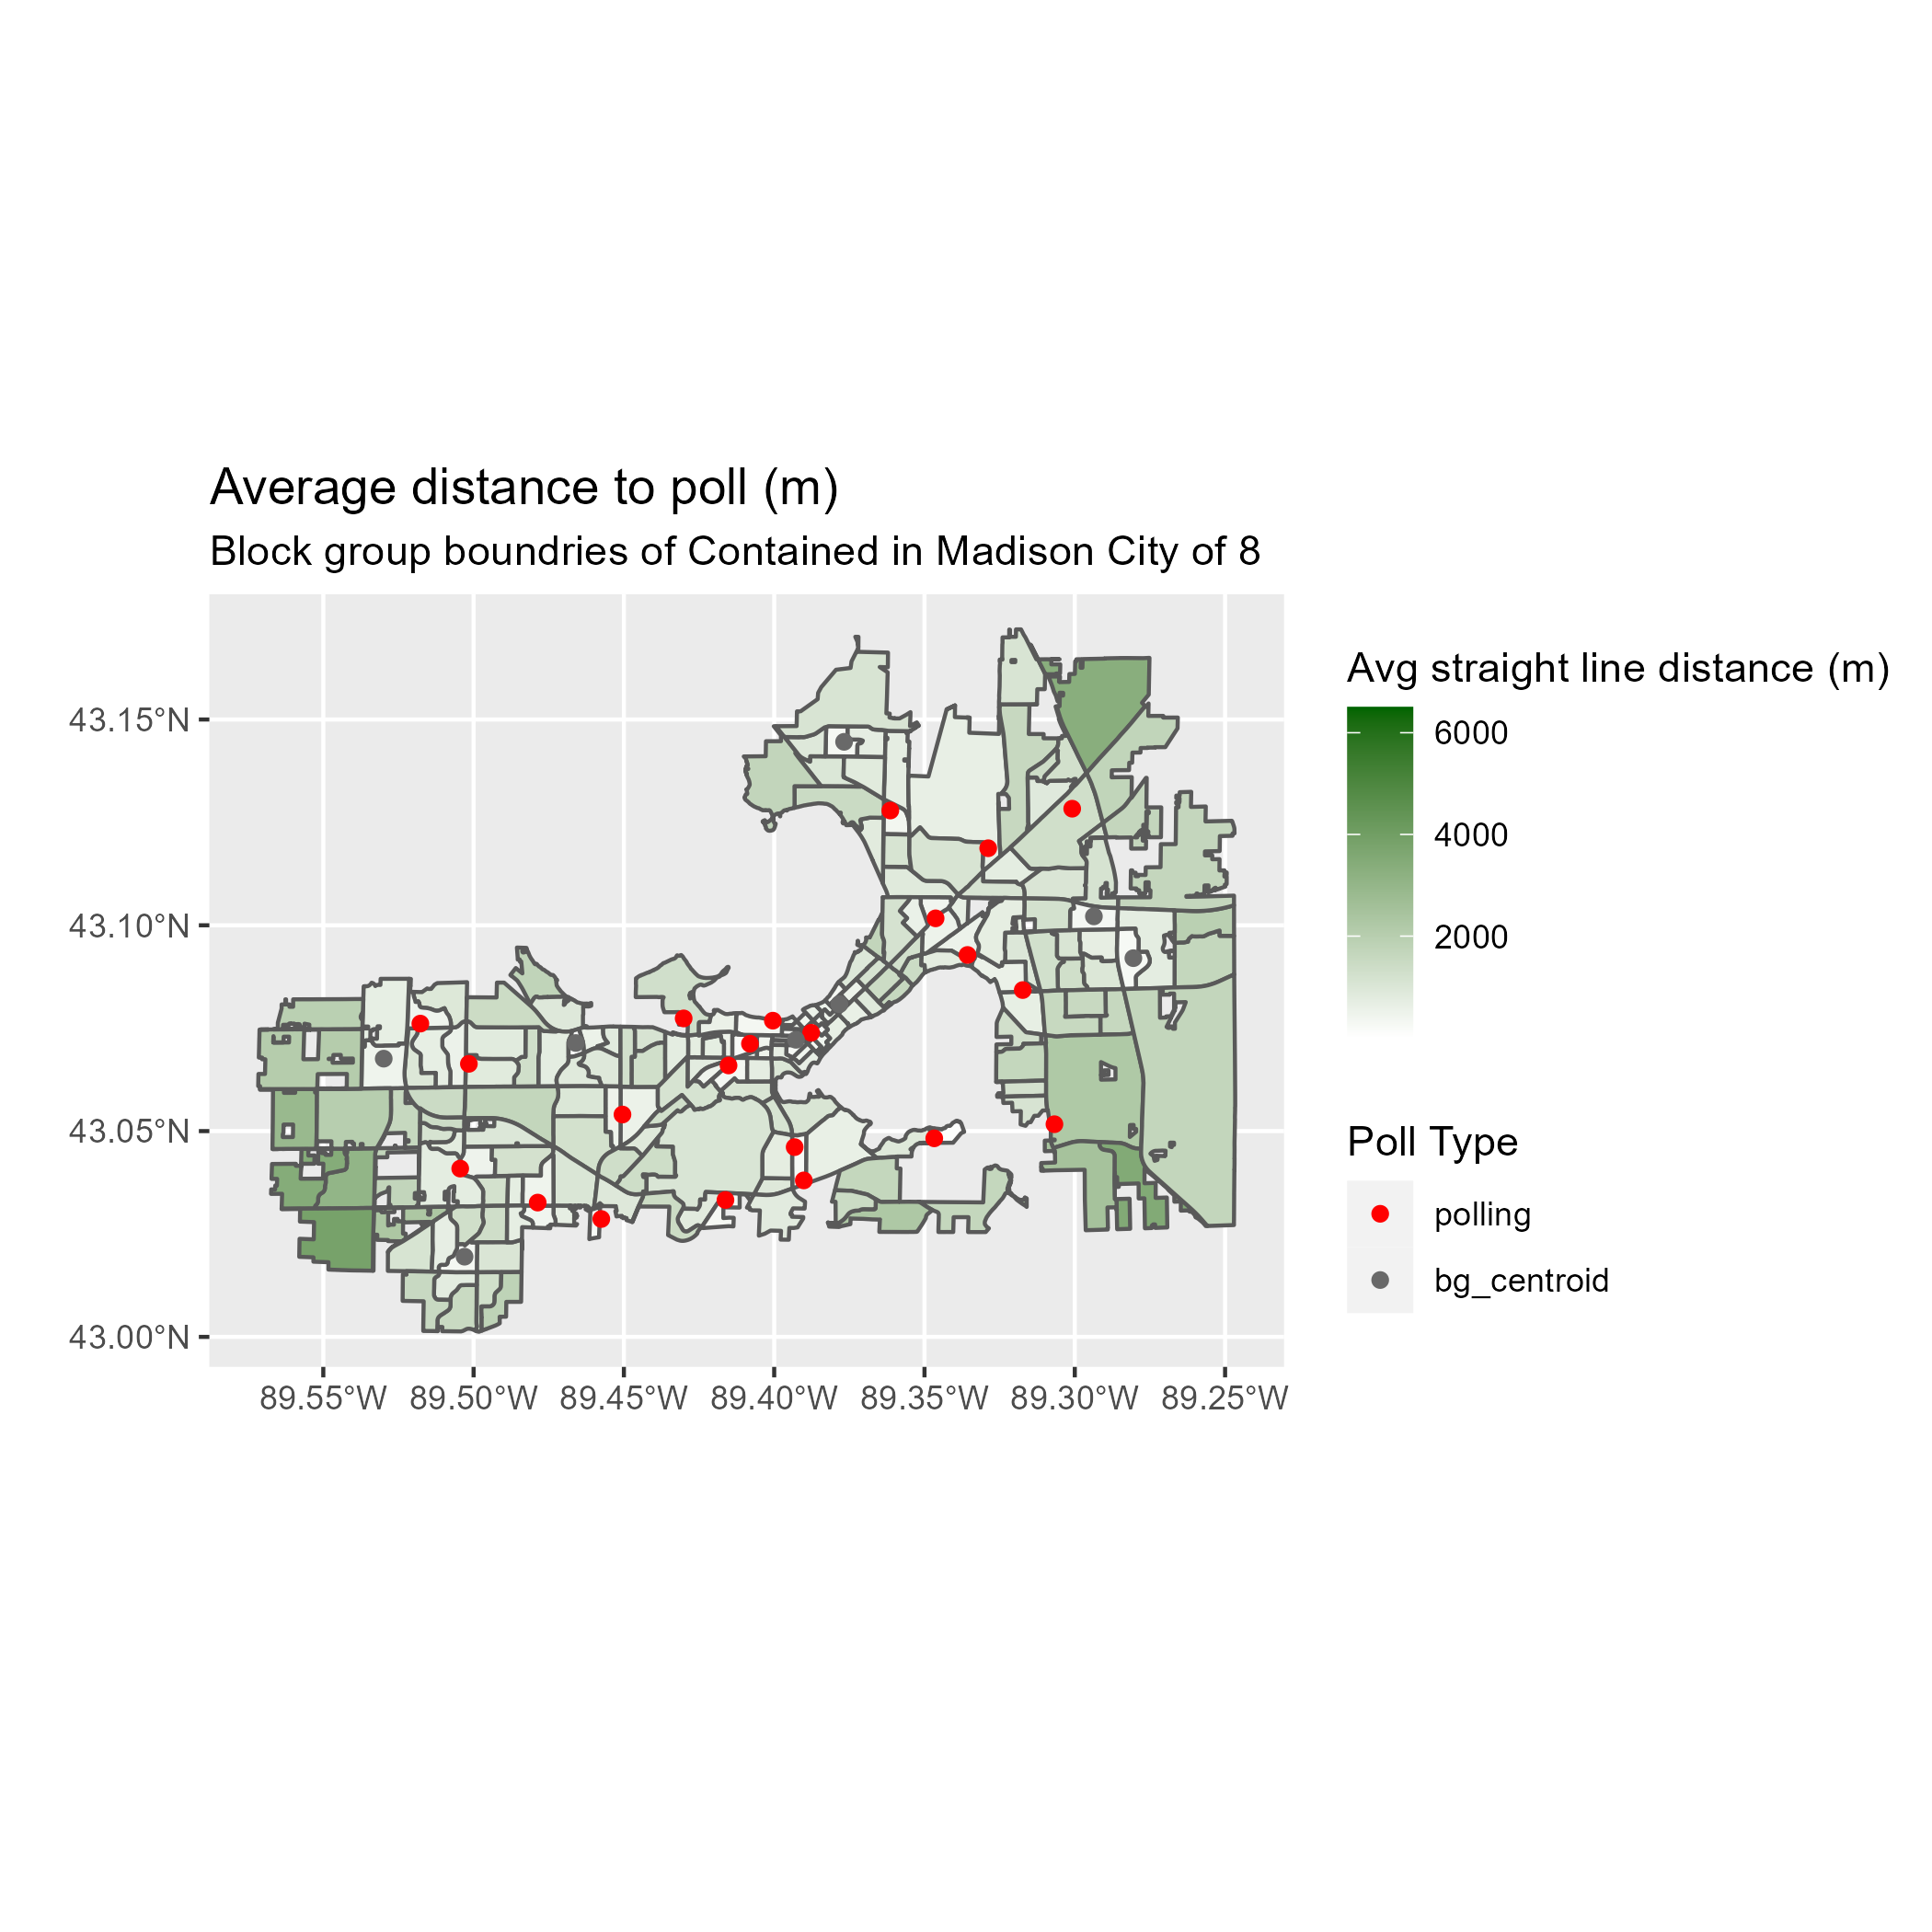 Average distance to poll (m)
Block group boundries of Contained in Madison City of 8
43.15°N
43.10°N
43.05°N
43.00°N
89.55°W 89.50°W 89.45°W 89.40°W 89.35°W 89.30°W 89.25°W
Avg straight line distance (m)
6000
4000
2000
Poll Type
polling
bg_centroid